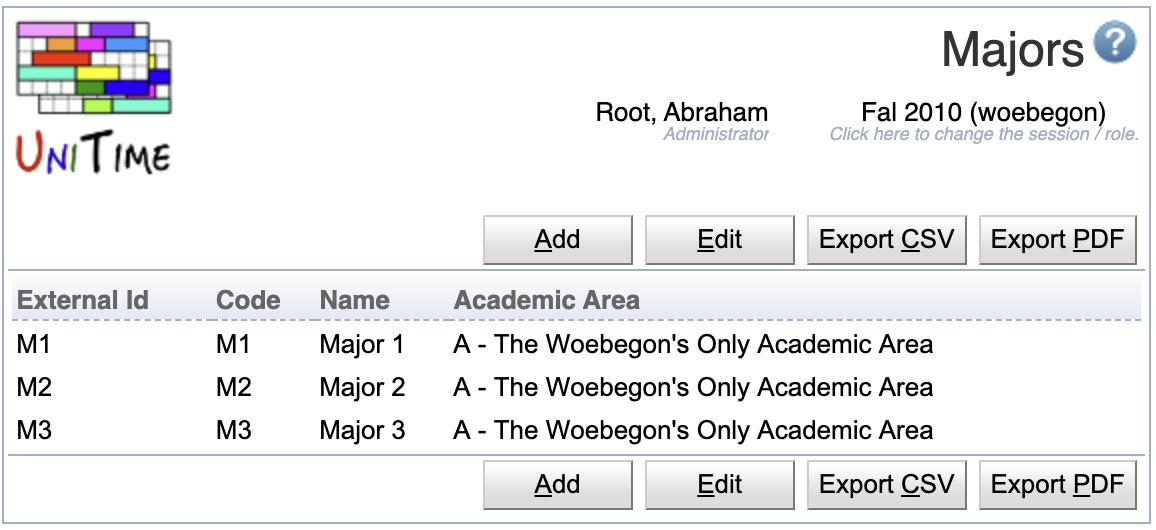 UNITIME
Majors ?
Root, Abraham Fal 2010 (woebegon)
Administrator Click here to change the session / role.
Add Edit Export CSV Export PDF
External Id Code Name Academic Area
M1 M1 Major 1 A - The Woebegon's Only Academic Area
M2 M2 Major 2 A - The Woebegon's Only Academic Area
M3 M3 Major 3 A - The Woebegon's Only Academic Area
Add Edit Export CSV Export PDF